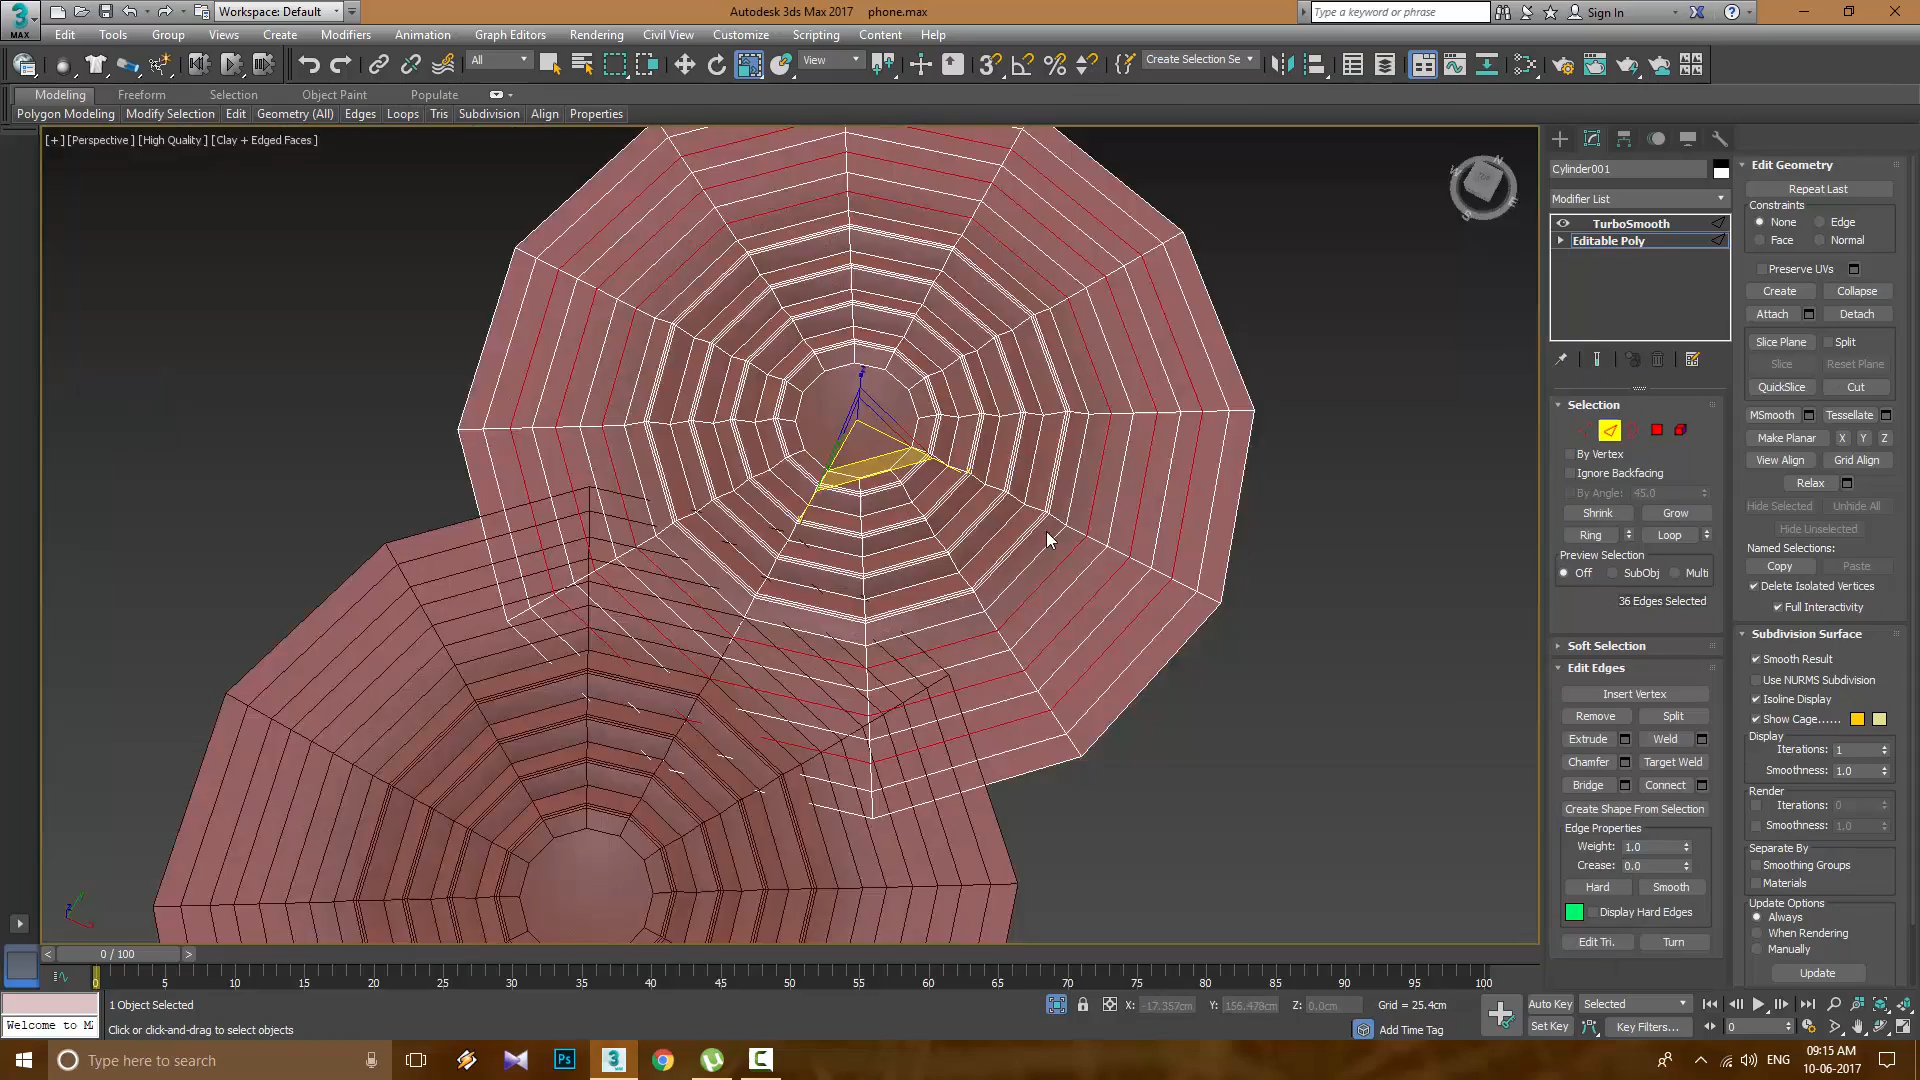 Workspace: Default
Autodesk 3ds Max 2017 phone.max
Type a keyword or phrase
Sign In
MAX
Edit Tools Group Views Create Modifiers Animation Graph Editors Rendering Civil View Customize Scripting Content Help
All
View
Create Selection Se
Modeling Freeform Selection Object Paint Populate
Polygon Modeling Modify Selection Edit Geometry (All) Edges Loops Tris Subdivision Align Properties
[+] [Perspective ] [High Quality ] [Clay + Edged Faces ]
Cylinder001
Modifier List
TurboSmooth
Editable Poly
Selection
By Vertex
Ignore Backfacing
By Angle: 45.0
Shrink Grow
Ring Loop
Preview Selection
Off SubObj Multi
36 Edges Selected
Soft Selection
Edit Edges
Insert Vertex
Remove Split
Extrude Weld
Chamfer Target Weld
Bridge Connect
Create Shape From Selection
Edge Properties
Weight: 1.0
Crease: 0.0
Hard Smooth
Display Hard Edges
Edit Tri. Turn
Edit Geometry
Repeat Last
Constraints
None Edge
Face Normal
Preserve UVs
Create Collapse
Attach Detach
Slice Plane Split
Slice Reset Plane
QuickSlice Cut
MSmooth Tessellate
Make Planar X Y Z
View Align Grid Align
Relax
Hide Selected Unhide All
Hide Unselected
Named Selections:
Copy Paste
Delete Isolated Vertices
Full Interactivity
Subdivision Surface
Smooth Result
Use NURMS Subdivision
Isoline Display
Show Cage......
Display
Iterations: 1
Smoothness: 1.0
Render
Iterations: 0
Smoothness: 1.0
Separate By
Smoothing Groups
Materials
Update Options
Always
When Rendering
Manually
Update
< 0 / 100 >
0 5 10 15 20 25 30 35 40 45 50 55 60 65 70 75 80 85 90 95 100
1 Object Selected
X: -17.357cm Y: 156.478cm Z: 0.0cm Grid = 25.4cm
Auto Key Selected
Welcome to M
Click or click-and-drag to select objects
Add Time Tag
Set Key Key Filters... 0
Type here to search
Ps
3
C
ENG
09:15 AM
10-06-2017